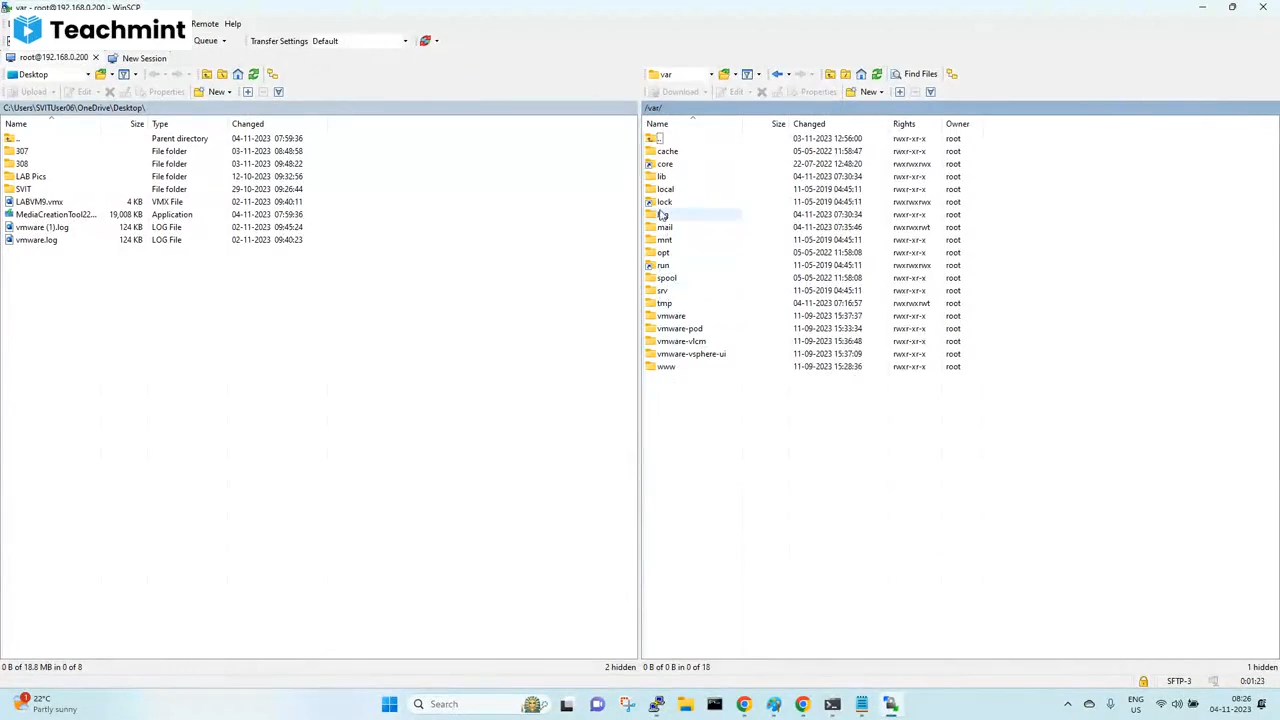 var - root@192.168.0.200 - WinSCP
Teachmint
Remote Help
Queue
Transfer Settings Default
root@192.168.0.200 New Session
Desktop
var
Find Files
Upload Edit Properties New
Download Edit Properties New
C:\Users\SVITUser06\OneDrive\Desktop\
/var/
Name Size Type Changed
.. Parent directory 04-11-2023 07:59:36
307 File folder 03-11-2023 08:48:58
308 File folder 03-11-2023 09:48:22
LAB Pics File folder 12-10-2023 09:32:56
SVIT File folder 29-10-2023 09:26:44
LABVM9.vmx 4 KB VMX File 02-11-2023 09:40:11
MediaCreationTool22... 19,008 KB Application 04-11-2023 07:59:36
vmware (1).log 124 KB LOG File 02-11-2023 09:45:24
vmware.log 124 KB LOG File 02-11-2023 09:40:23
Name Size Changed Rights Owner
.. 03-11-2023 12:56:00 rwxr-xr-x root
cache 05-05-2022 11:58:47 rwxr-xr-x root
core 22-07-2022 12:48:20 rwxrwxrwx root
lib 04-11-2023 07:30:34 rwxr-xr-x root
local 11-05-2019 04:45:11 rwxr-xr-x root
lock 11-05-2019 04:45:11 rwxrwxrwx root
04-11-2023 07:30:34 rwxr-xr-x root
mail 04-11-2023 07:35:46 rwxrwxrwt root
mnt 11-05-2019 04:45:11 rwxr-xr-x root
opt 05-05-2022 11:58:08 rwxr-xr-x root
run 11-05-2019 04:45:11 rwxrwxrwx root
spool 05-05-2022 11:58:08 rwxr-xr-x root
srv 11-05-2019 04:45:11 rwxr-xr-x root
tmp 04-11-2023 07:16:57 rwxrwxrwt root
vmware 11-09-2023 15:37:37 rwxr-xr-x root
vmware-pod 11-09-2023 15:33:34 rwxr-xr-x root
vmware-vlcm 11-09-2023 15:36:48 rwxr-xr-x root
vmware-vsphere-ui 11-09-2023 15:37:09 rwxr-xr-x root
www 11-09-2023 15:28:36 rwxr-xr-x root
0 B of 18.8 MB in 0 of 8 2 hidden
0 B of 0 B in 0 of 18 1 hidden
SFTP-3 0:01:23
1
22°C
Partly sunny
Search
ENG
US
08:26
04-11-2023